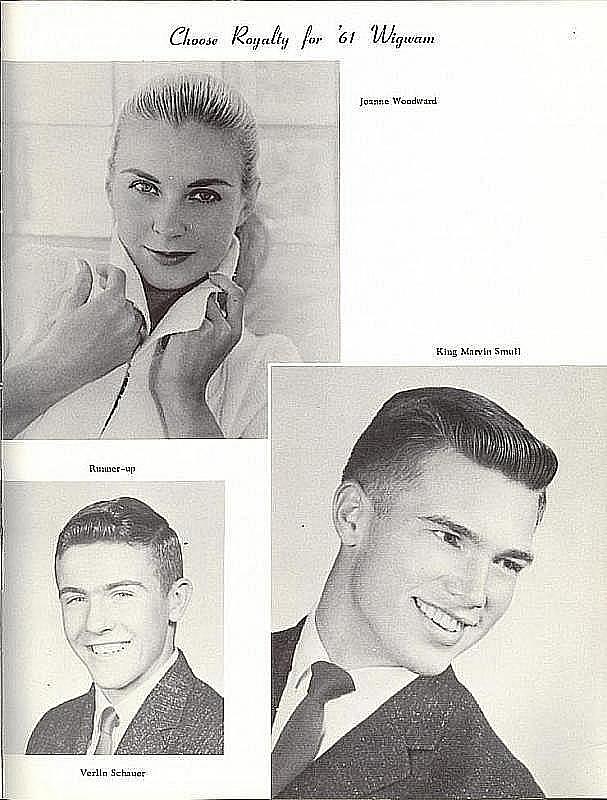 Choose Royalty for '61 Wigwam
Joanne Woodward
King Marvin Smull
Runner-up
Verlin Schauer